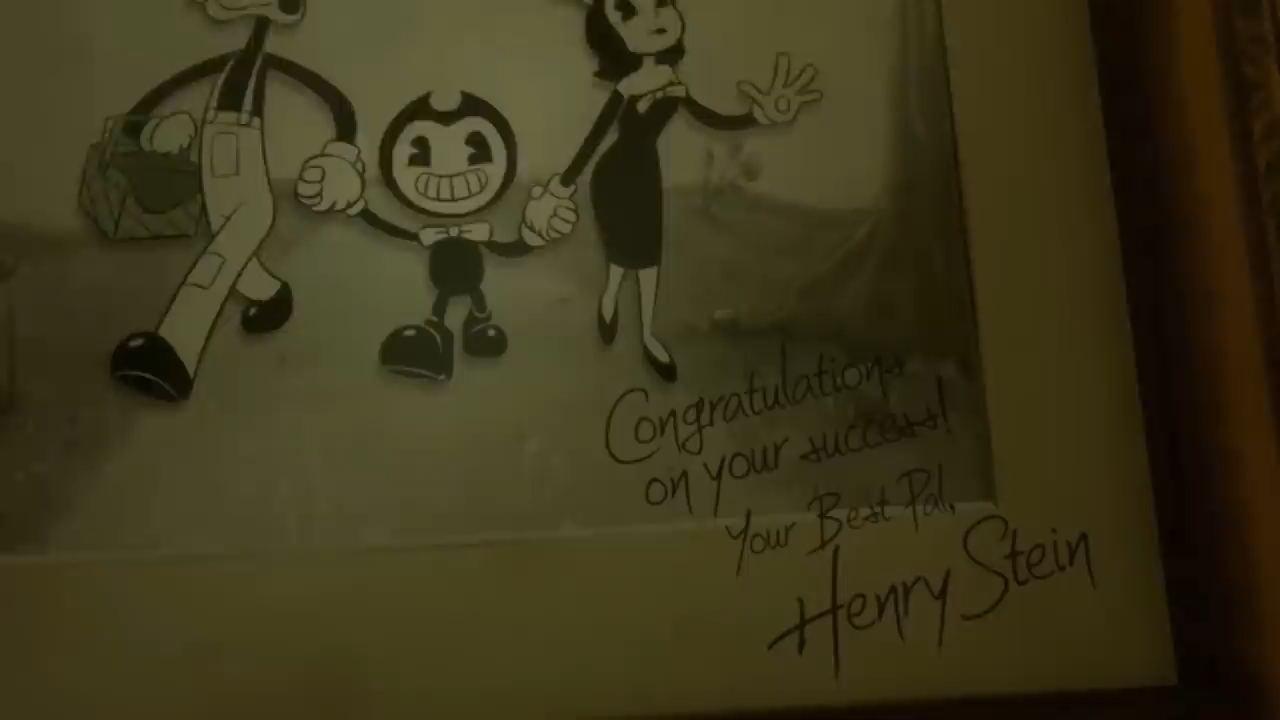 Congratulations
on your success!
Your Best Pal,
Henry Stein